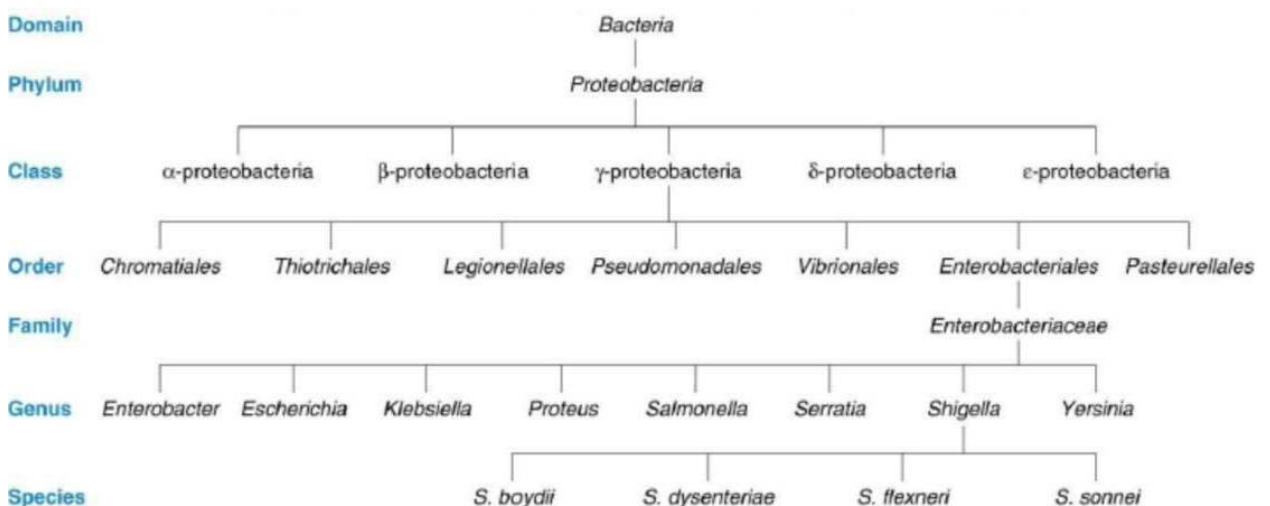 Domain Bacteria
Phylum Proteobacteria
Class α-proteobacteria β-proteobacteria γ-proteobacteria δ-proteobacteria ε-proteobacteria
Order Chromatiales Thiotrichales Legionellales Pseudomonadales Vibrionales Enterobacteriales Pasteurellales
Family Enterobacteriaceae
Genus Enterobacter Escherichia Klebsiella Proteus Salmonella Serratia Shigella Yersinia
Species S. boydii S. dysenteriae S. flexneri S. sonnei